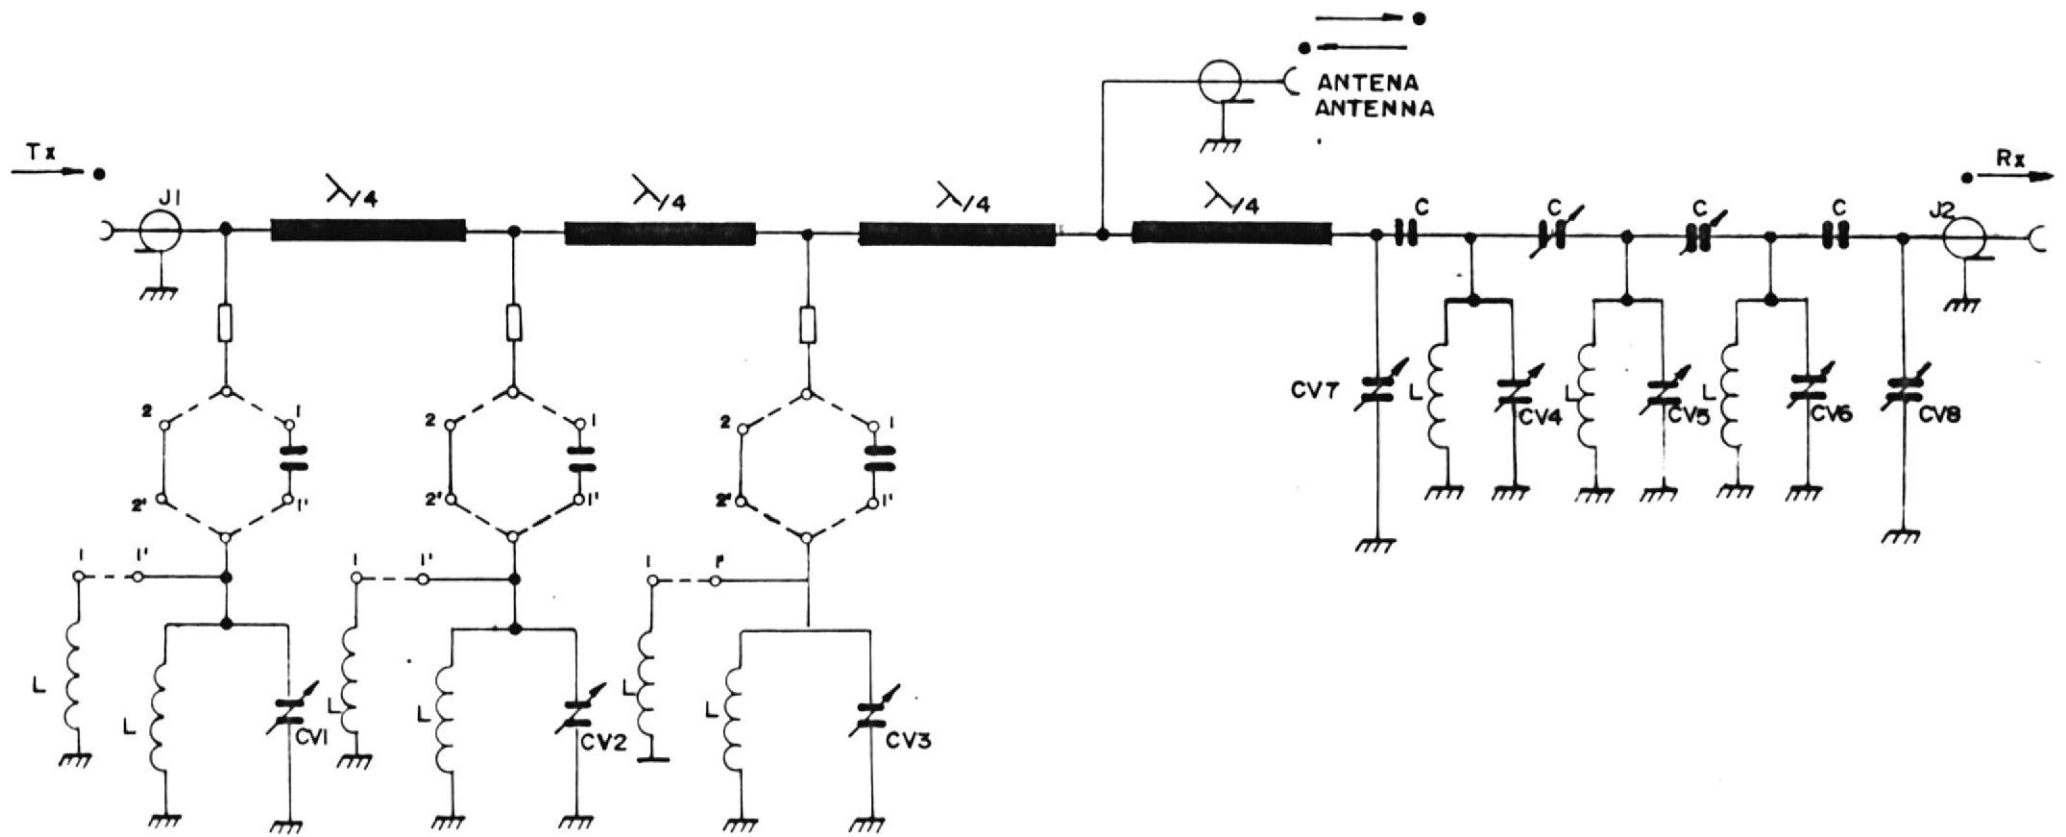 ANTENA
ANTENNA
Tx
J1
λ/4
λ/4
λ/4
λ/4
C
C
C
C
J2
Rx
2
1
2
1
2
1
CV7
L
CV4
L
CV5
L
CV6
CV8
2'
1'
2'
1'
2'
1'
1
1'
1
1'
1
1'
L
L
CV1
L
L
CV2
L
L
CV3